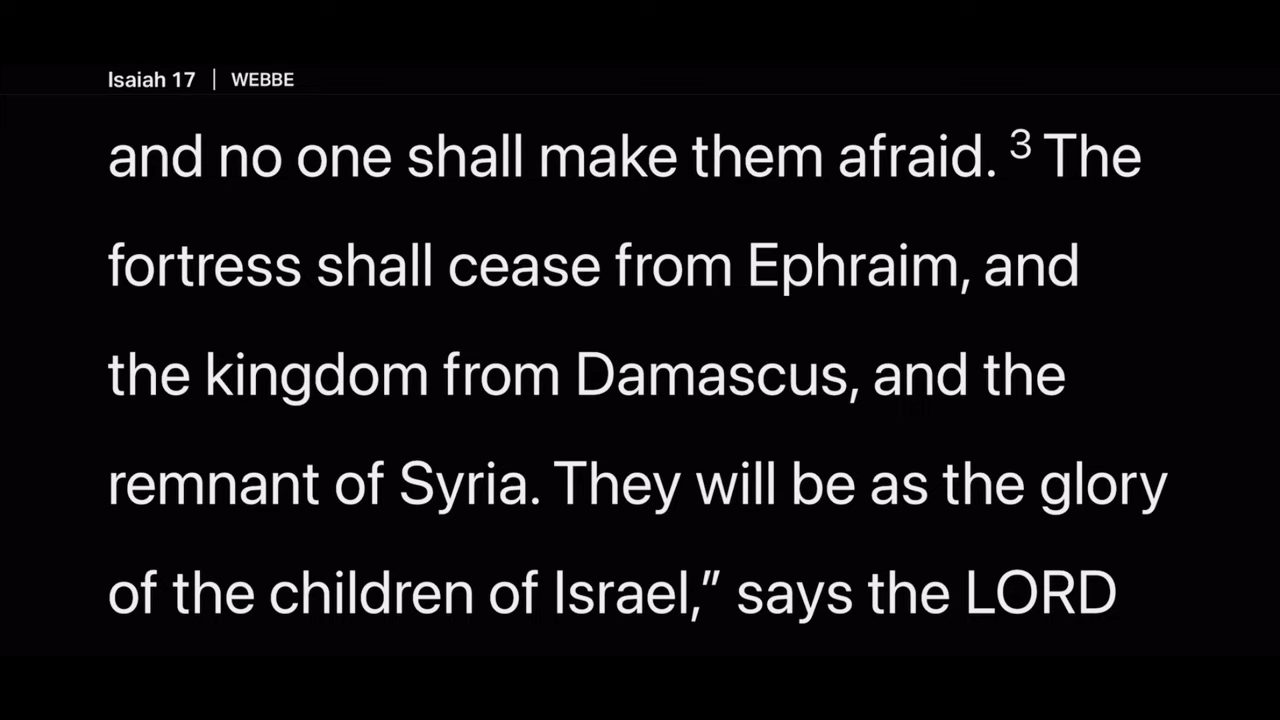 Isaiah 17 | WEBBE
and no one shall make them afraid. 3 The
fortress shall cease from Ephraim, and
the kingdom from Damascus, and the
remnant of Syria. They will be as the glory
of the children of Israel,” says the LORD